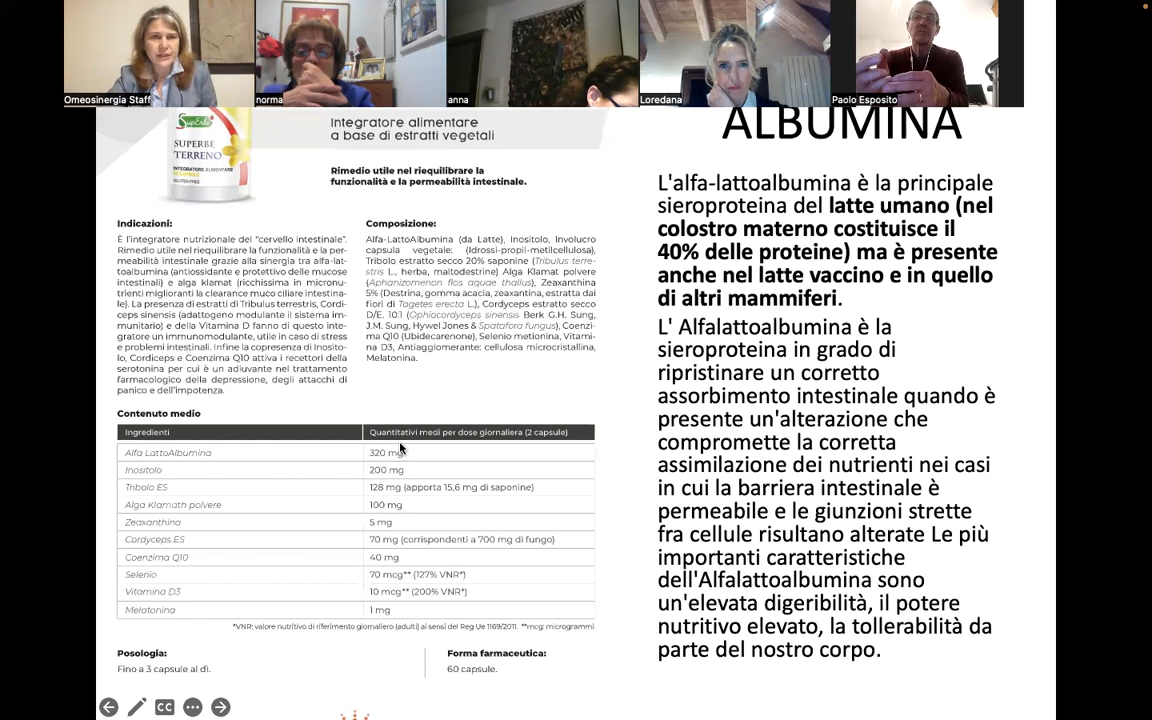 Omeosinergia Staff
norma
anna
Loredana
Paolo Esposito
SUPERBE
TERRENO
INTEGRATORE ALIMENTARE
Integratore alimentare
a base di estratti vegetali
Rimedio utile nel riequilibrare la
funzionalità e la permeabilità intestinale.
Indicazioni:
È l'integratore nutrizionale del "cervello intestinale".
Rimedio utile nel riequilibrare la funzionalità e la per-
meabilità intestinale grazie alla sinergia tra alfa-lat-
toalbumina (antiossidante e protettivo delle mucose
intestinali) e alga klamat (ricchissima in micronu-
trienti miglioranti la clearance muco ciliare intestina-
le). La presenza di estratti di Tribulus terrestris, Cordi-
ceps sinensis (adattogeno modulante il sistema im-
munitario) e della Vitamina D fanno di questo inte-
gratore un immunomodulante, utile in caso di stress
e problemi intestinali. Infine la copresenza di Inosito-
lo, Cordiceps e Coenzima Q10 attiva i recettori della
serotonina per cui è un adiuvante nel trattamento
farmacologico della depressione, degli attacchi di
panico e dell'impotenza.
Composizione:
Alfa-LattoAlbumina (da Latte), Inositolo, Involucro
capsula vegetale: (Idrossi-propil-metilcellulosa),
Tribolo estratto secco 20% saponine (Tribulus terre-
stris L., herba, maltodestrine) Alga Klamat polvere
(Aphanizomenon flos aquae thallus), Zeaxanthina
5% (Destrina, gomma acacia, zeaxantina, estratta dai
fiori di Tagetes erecta L.), Cordyceps estratto secco
D/E. 10:1 (Ophiocordyceps sinensis Berk G.H. Sung,
J.M. Sung, Hywel Jones & Spatafora fungus), Coenzi-
ma Q10 (Ubidecarenone), Selenio metionina, Vitami-
na D3, Antiagglomerante: cellulosa microcristallina,
Melatonina.
Contenuto medio
Ingredienti Quantitativi medi per dose giornaliera (2 capsule)
Alfa LattoAlbumina 320 mg
Inositolo 200 mg
Tribolo ES 128 mg (apporta 15,6 mg di saponine)
Alga Klamath polvere 100 mg
Zeaxanthina 5 mg
Cordyceps ES 70 mg (corrispondenti a 700 mg di fungo)
Coenzima Q10 40 mg
Selenio 70 mcg** (127% VNR*)
Vitamina D3 10 mcg** (200% VNR*)
Melatonina 1 mg
*VNR: valore nutritivo di riferimento giornaliero (adulti) ai sensi del Reg Ue 1169/2011. **mcg: microgrammi.
Posologia:
Fino a 3 capsule al dì.
Forma farmaceutica:
60 capsule.
ALBUMINA
L'alfa-lattoalbumina è la principale
sieroproteina del latte umano (nel
colostro materno costituisce il
40% delle proteine) ma è presente
anche nel latte vaccino e in quello
di altri mammiferi.
L' Alfalattoalbumina è la
sieroproteina in grado di
ripristinare un corretto
assorbimento intestinale quando è
presente un'alterazione che
compromette la corretta
assimilazione dei nutrienti nei casi
in cui la barriera intestinale è
permeabile e le giunzioni strette
fra cellule risultano alterate Le più
importanti caratteristiche
dell'Alfalattoalbumina sono
un'elevata digeribilità, il potere
nutritivo elevato, la tollerabilità da
parte del nostro corpo.
CC